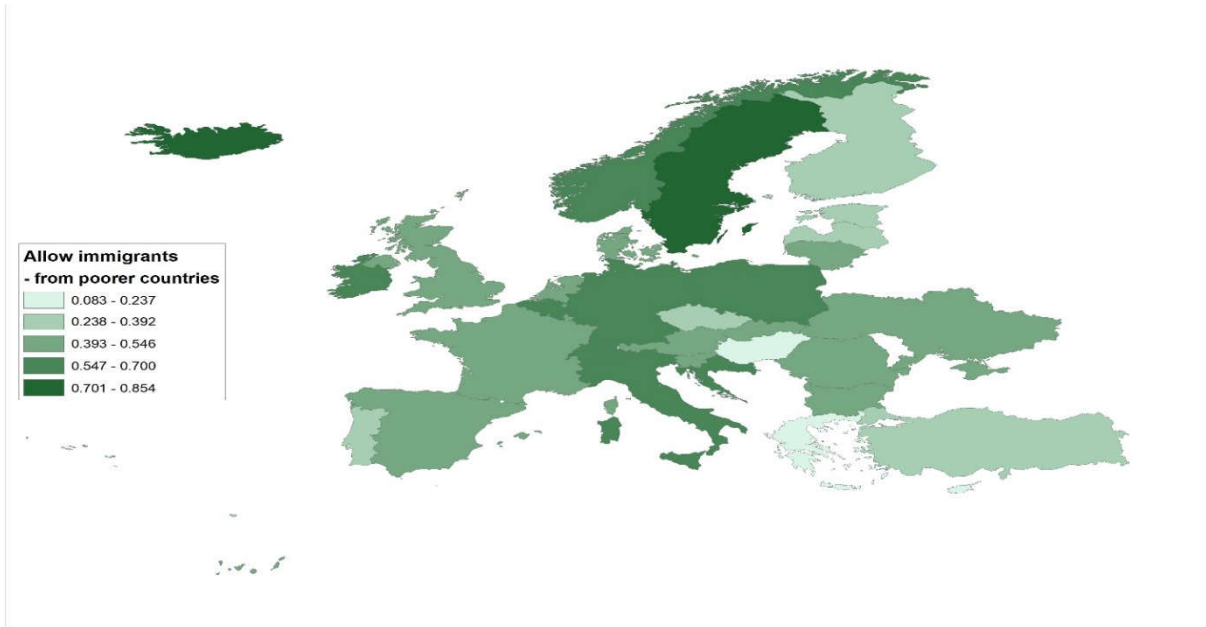 Allow immigrants
- from poorer countries
0.083 - 0.237
0.238 - 0.392
0.393 - 0.546
0.547 - 0.700
0.701 - 0.854